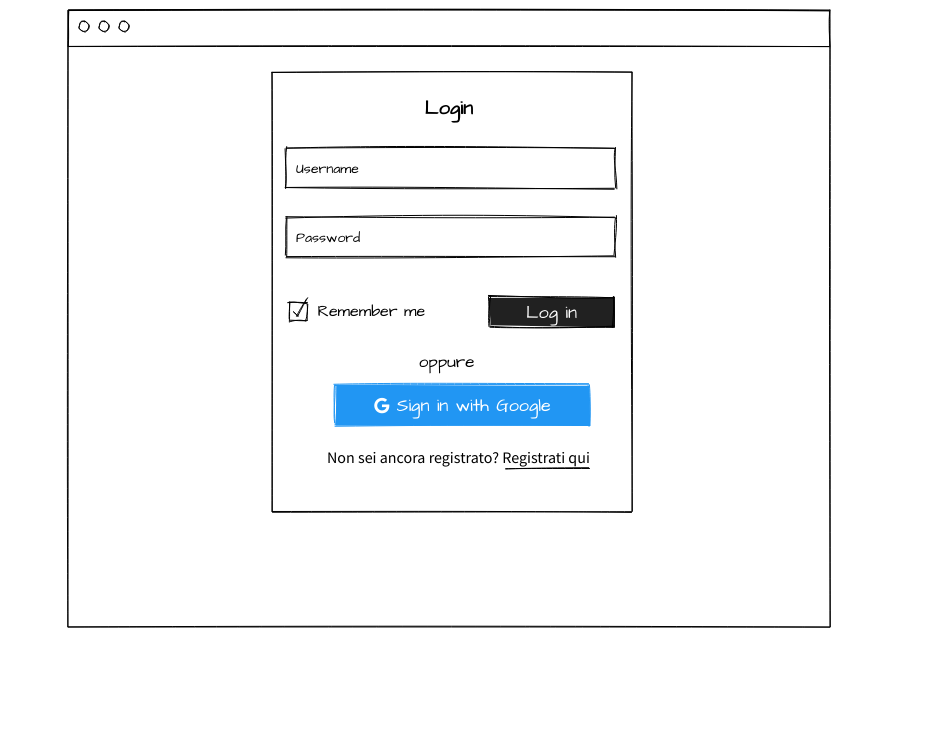 Login
Username
Password
Remember me
Log in
oppure
G Sign in with Google
Non sei ancora registrato? Registrati qui